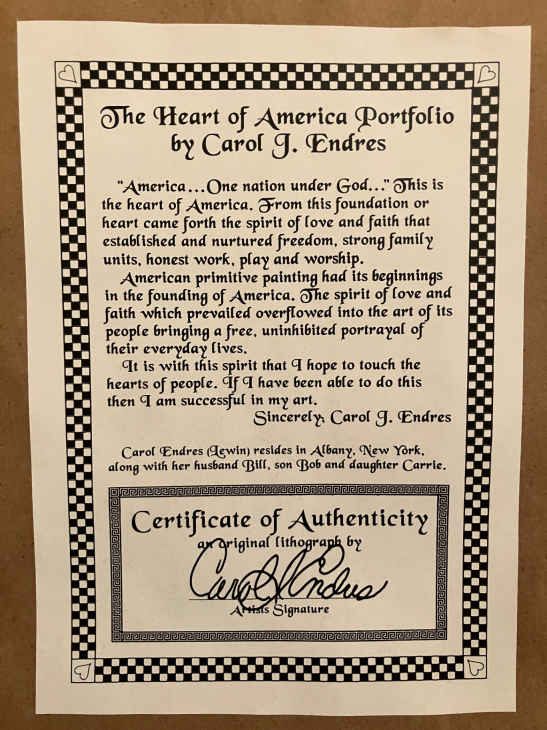 The Heart of America Portfolio
by Carol J. Endres
"America...One nation under God..." This is
the heart of America. From this foundation or
heart came forth the spirit of love and faith that
established and nurtured freedom, strong family
units, honest work, play and worship.
American primitive painting had its beginnings
in the founding of America. The spirit of love and
faith which prevailed overflowed into the art of its
people bringing a free, uninhibited portrayal of
their everyday lives.
It is with this spirit that I hope to touch the
hearts of people. If I have been able to do this
then I am successful in my art.
Sincerely, Carol J. Endres
Carol Endres (Lewin) resides in Albany, New York,
along with her husband Bill, son Bob and daughter Carrie.
Certificate of Authenticity
an original lithograph by
Carol J Endres
Artists Signature